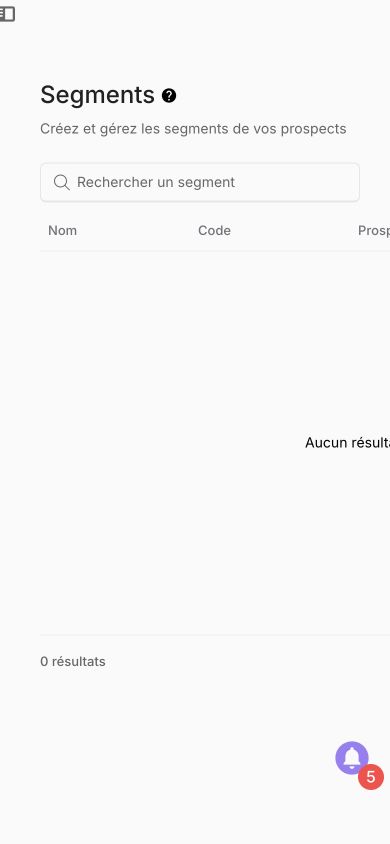 Segments ?
Créez et gérez les segments de vos prospects
Rechercher un segment
Nom Code Prosp
Aucun résulta
0 résultats
5